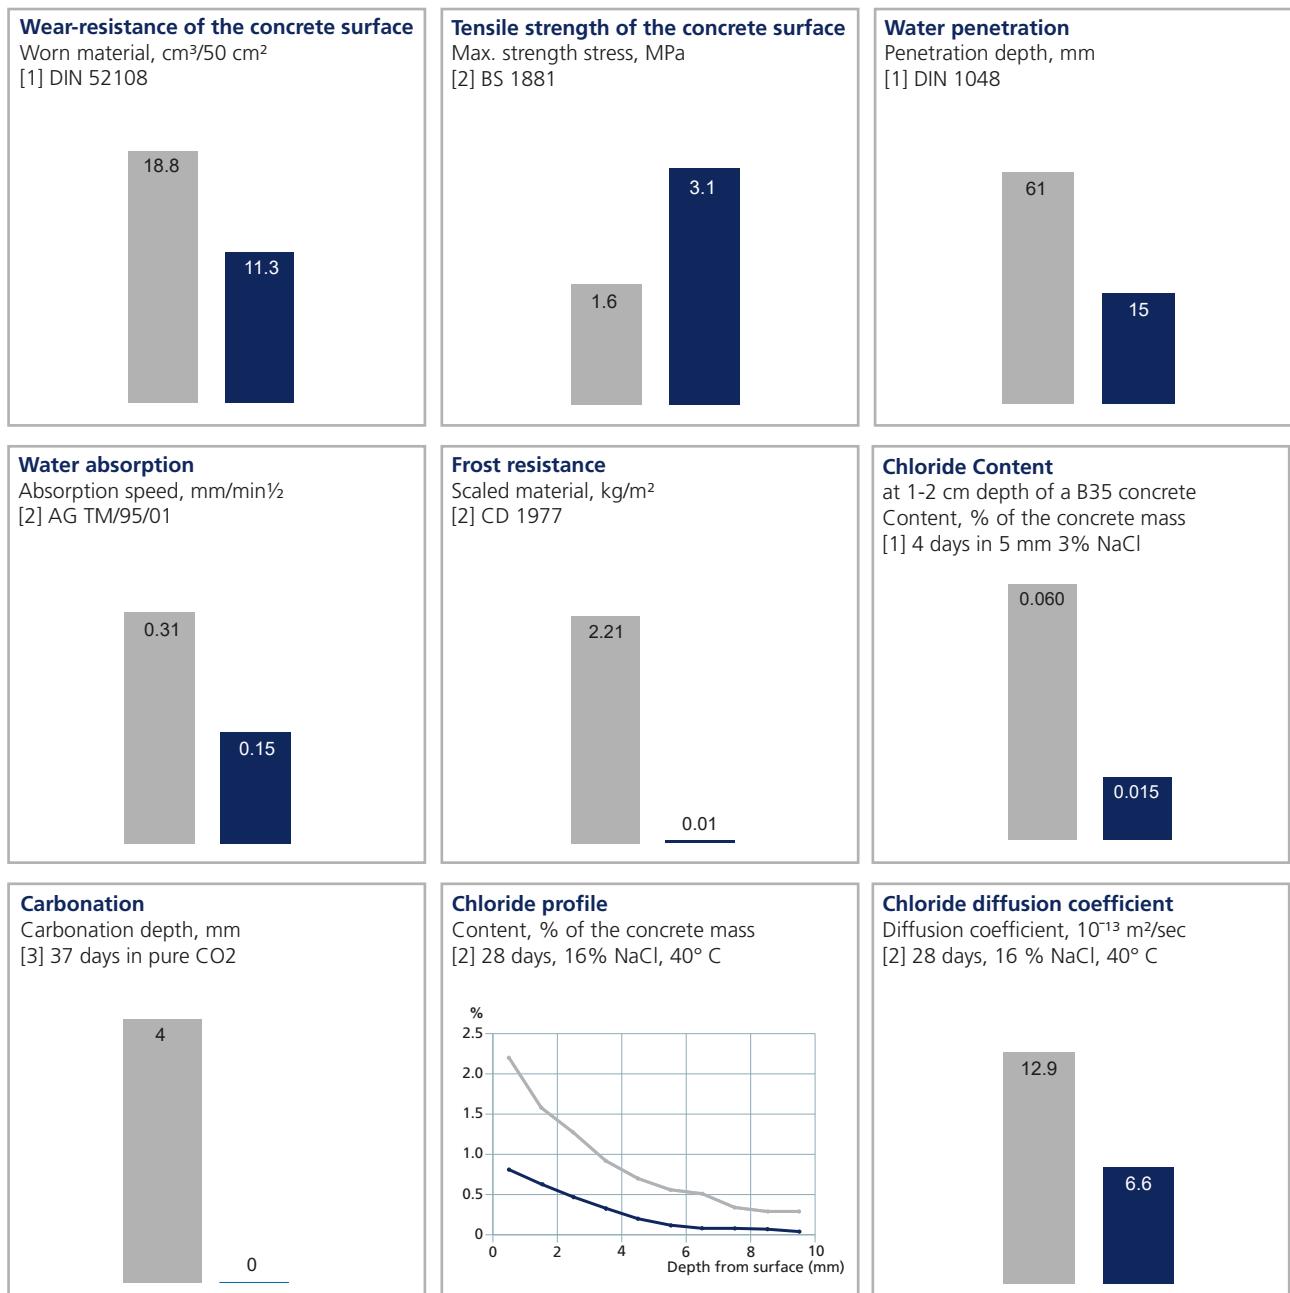 Wear-resistance of the concrete surface
Worn material, cm³/50 cm²
[1] DIN 52108
18.8
11.3
Tensile strength of the concrete surface
Max. strength stress, MPa
[2] BS 1881
3.1
1.6
Water penetration
Penetration depth, mm
[1] DIN 1048
61
15
Water absorption
Absorption speed, mm/min½
[2] AG TM/95/01
0.31
0.15
Frost resistance
Scaled material, kg/m²
[2] CD 1977
2.21
0.01
Chloride Content
at 1-2 cm depth of a B35 concrete
Content, % of the concrete mass
[1] 4 days in 5 mm 3% NaCl
0.060
0.015
Carbonation
Carbonation depth, mm
[3] 37 days in pure CO2
4
0
Chloride profile
Content, % of the concrete mass
[2] 28 days, 16% NaCl, 40° C
%
2.5
2.0
1.5
1.0
0.5
0
0 2 4 6 8 10
Depth from surface (mm)
Chloride diffusion coefficient
Diffusion coefficient, 10⁻¹³ m²/sec
[2] 28 days, 16 % NaCl, 40° C
12.9
6.6